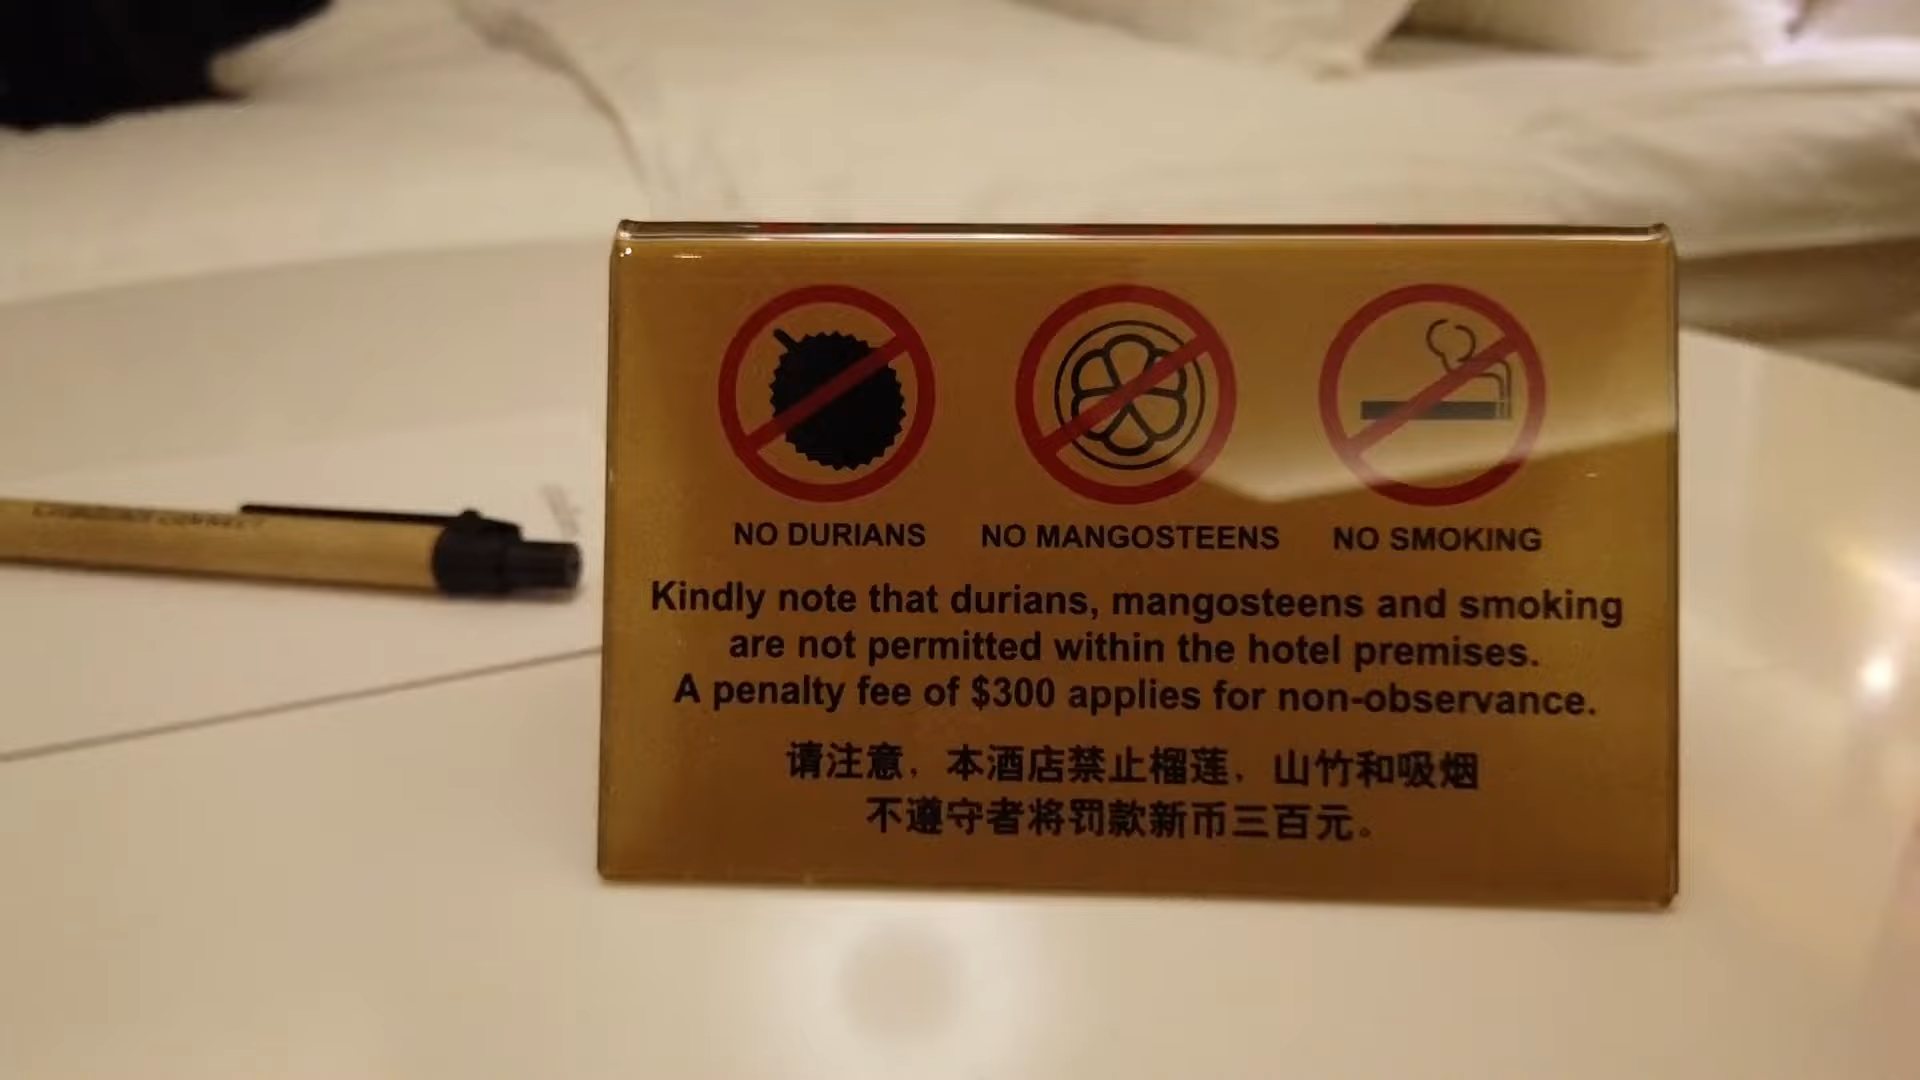 NO DURIANS
NO MANGOSTEENS
NO SMOKING
Kindly note that durians, mangosteens and smoking
are not permitted within the hotel premises.
A penalty fee of $300 applies for non-observance.
请注意，本酒店禁止榴莲，山竹和吸烟
不遵守者将罚款新币三百元。